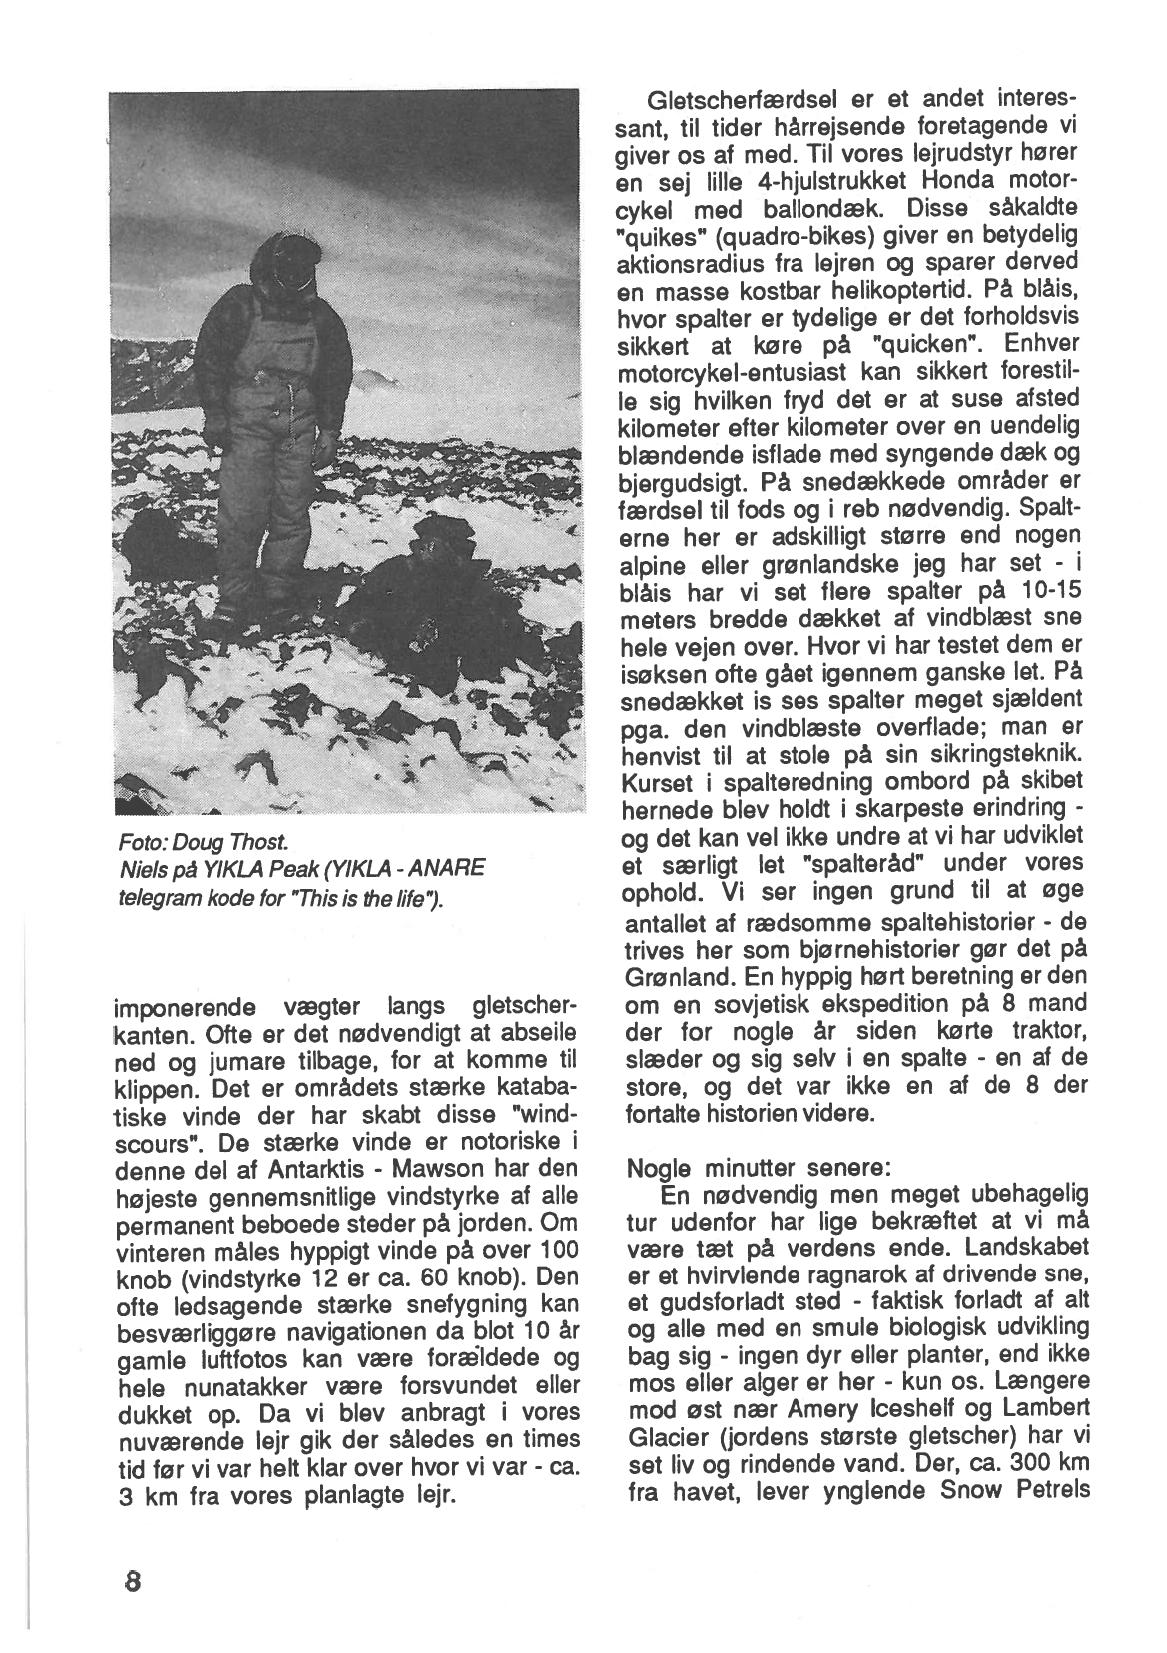 Foto: Doug Thost.
Niels på YIKLA Peak (YIKLA - ANARE
telegram kode for "This is the life").
imponerende vægter langs gletscher-
kanten. Ofte er det nødvendigt at abseile
ned og jumare tilbage, for at komme til
klippen. Det er områdets stærke kataba-
tiske vinde der har skabt disse "wind-
scours". De stærke vinde er notoriske i
denne del af Antarktis - Mawson har den
højeste gennemsnitlige vindstyrke af alle
permanent beboede steder på jorden. Om
vinteren måles hyppigt vinde på over 100
knob (vindstyrke 12 er ca. 60 knob). Den
ofte ledsagende stærke snefygning kan
besværliggøre navigationen da blot 10 år
gamle luftfotos kan være forældede og
hele nunatakker være forsvundet eller
dukket op. Da vi blev anbragt i vores
nuværende lejr gik der således en times
tid før vi var helt klar over hvor vi var - ca.
3 km fra vores planlagte lejr.
Gletscherfærdsel er et andet interes-
sant, til tider hårrejsende foretagende vi
giver os af med. Til vores lejrudstyr hører
en sej lille 4-hjulstrukket Honda motor-
cykel med ballondæk. Disse såkaldte
"quikes" (quadro-bikes) giver en betydelig
aktionsradius fra lejren og sparer derved
en masse kostbar helikoptertid. På blåis,
hvor spalter er tydelige er det forholdsvis
sikkert at køre på "quicken". Enhver
motorcykel-entusiast kan sikkert forestil-
le sig hvilken fryd det er at suse afsted
kilometer efter kilometer over en uendelig
blændende isflade med syngende dæk og
bjergudsigt. På snedækkede områder er
færdsel til fods og i reb nødvendig. Spalt-
erne her er adskilligt større end nogen
alpine eller grønlandske jeg har set - i
blåis har vi set flere spalter på 10-15
meters bredde dækket af vindblæst sne
hele vejen over. Hvor vi har testet dem er
isøksen ofte gået igennem ganske let. På
snedækket is ses spalter meget sjældent
pga. den vindblæste overflade; man er
henvist til at stole på sin sikringsteknik.
Kurset i spalteredning ombord på skibet
hernede blev holdt i skarpeste erindring -
og det kan vel ikke undre at vi har udviklet
et særligt let "spalteråd" under vores
ophold. Vi ser ingen grund til at øge
antallet af rædsomme spaltehistorier - de
trives her som bjørnehistorier gør det på
Grønland. En hyppig hørt beretning er den
om en sovjetisk ekspedition på 8 mand
der for nogle år siden kørte traktor,
slæder og sig selv i en spalte - en af de
store, og det var ikke en af de 8 der
fortalte historien videre.
Nogle minutter senere:
En nødvendig men meget ubehagelig
tur udenfor har lige bekræftet at vi må
være tæt på verdens ende. Landskabet
er et hvirvlende ragnarok af drivende sne,
et gudsforladt sted - faktisk forladt af alt
og alle med en smule biologisk udvikling
bag sig - ingen dyr eller planter, end ikke
mos eller alger er her - kun os. Længere
mod øst nær Amery Iceshelf og Lambert
Glacier (jordens største gletscher) har vi
set liv og rindende vand. Der, ca. 300 km
fra havet, lever ynglende Snow Petrels
8